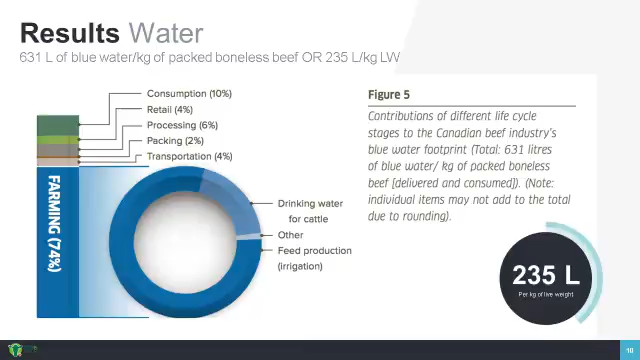 Results Water
631 L of blue water/kg of packed boneless beef OR 235 L/kg LW
Consumption (10%)
Retail (4%)
Processing (6%)
Packing (2%)
Transportation (4%)
FARMING (74%)
Drinking water
for cattle
Other
Feed production
(irrigation)
Figure 5
Contributions of different life cycle
stages to the Canadian beef industry's
blue water footprint (Total: 631 litres
of blue water/ kg of packed boneless
beef [delivered and consumed]). (Note:
individual items may not add to the total
due to rounding).
235 L
Per kg of live weight